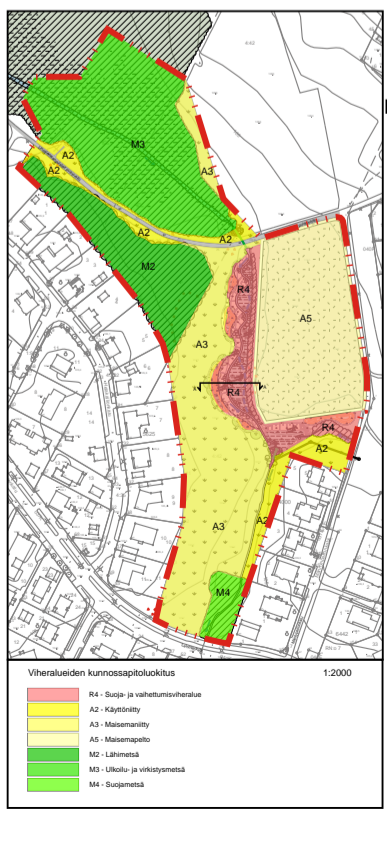 A2
M3
A3
A2
A2
A2
M2
R4
A5
A3
R4
R4
A2
A3
A2
M4
Viheralueiden kunnossapitoluokitus 1:2000
R4 - Suoja- ja vaihettumisviheralue
A2 - Käyttöniitty
A3 - Maisemaniitty
A5 - Maisemapelto
M2 - Lähimetsä
M3 - Ulkoilu- ja virkistysmetsä
M4 - Suojametsä